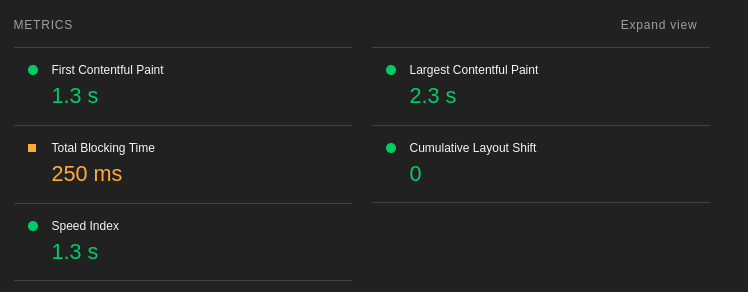 METRICS
Expand view
First Contentful Paint
1.3 s
Largest Contentful Paint
2.3 s
Total Blocking Time
250 ms
Cumulative Layout Shift
0
Speed Index
1.3 s